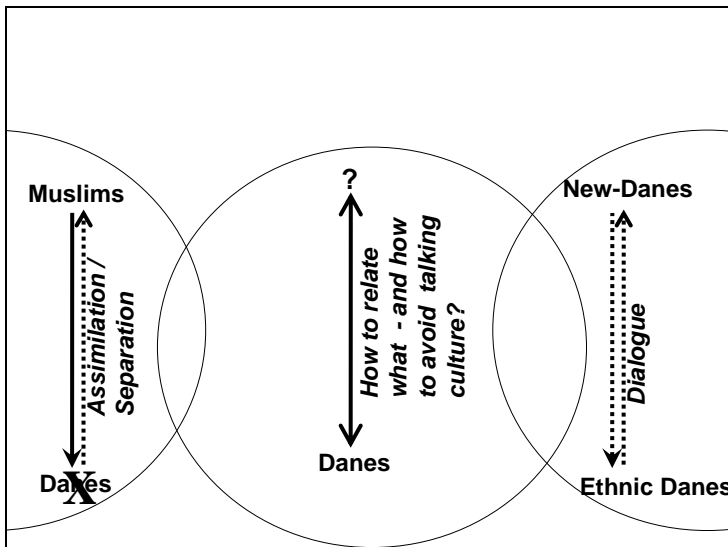 Muslims
Assimilation /
Separation
Danes
X
?
How to relate
what - and how
to avoid talking
culture?
Danes
New-Danes
Dialogue
Ethnic Danes